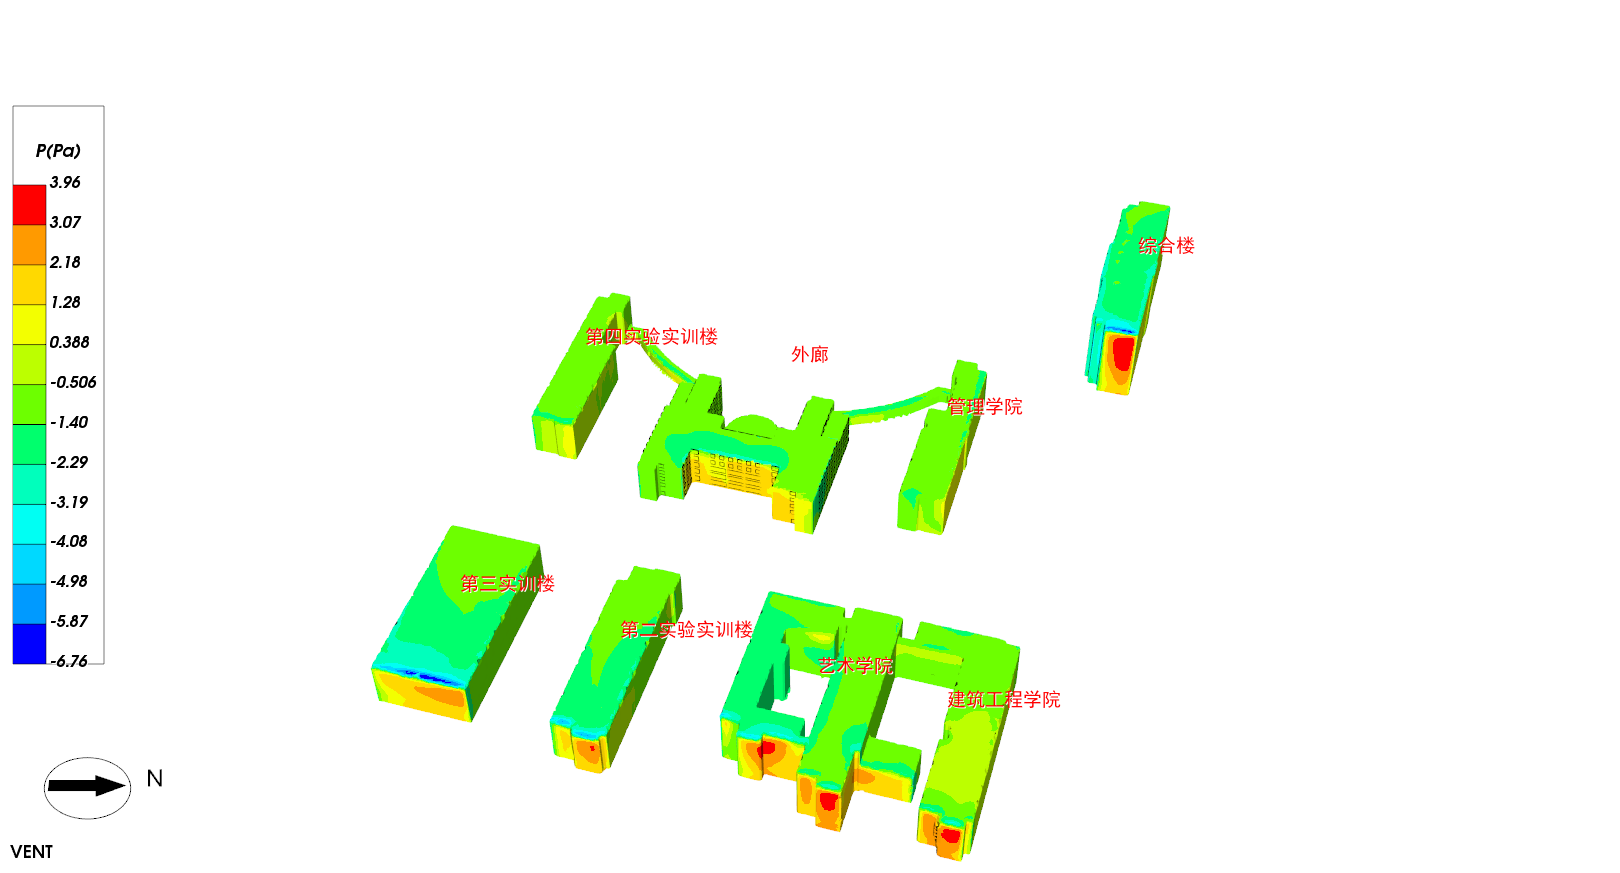 P(Pa)
3.96
3.07
2.18
1.28
0.388
-0.506
-1.40
-2.29
-3.19
-4.08
-4.98
-5.87
-6.76
综合楼
第四实验实训楼
外廊
管理学院
第三实训楼
第二实验实训楼
艺术学院
建筑工程学院
N
VENT